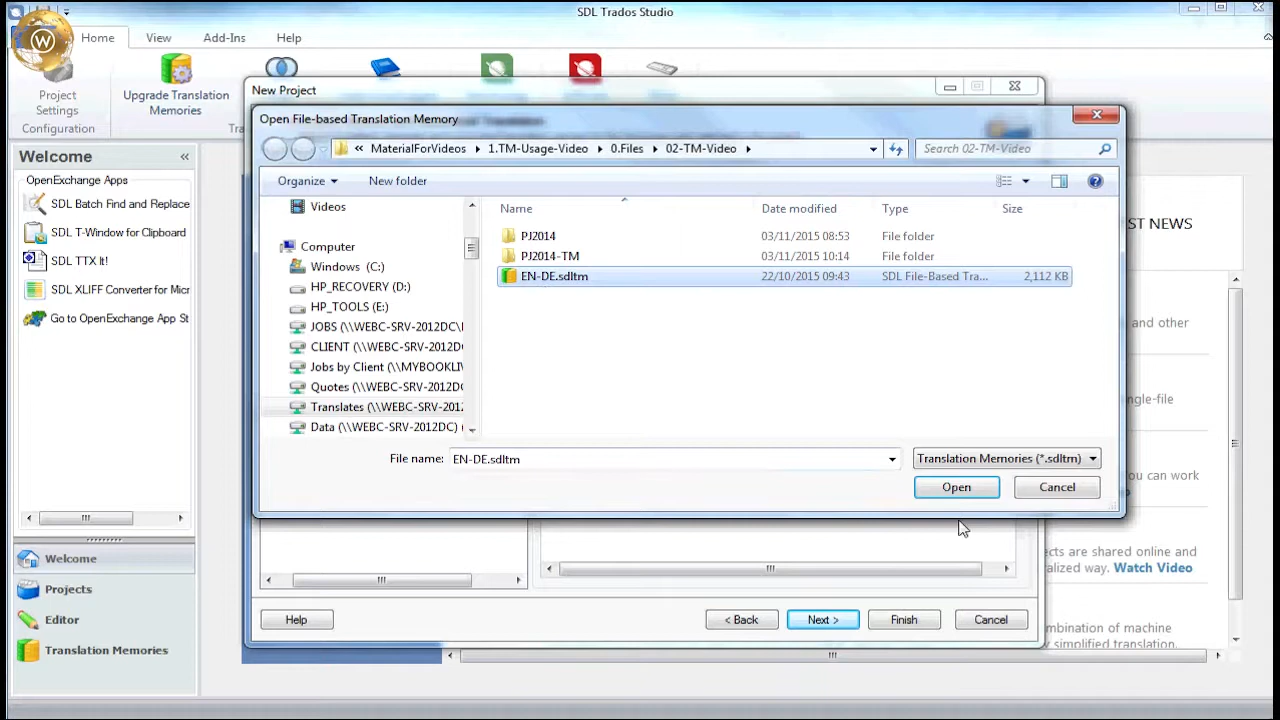 SDL Trados Studio
W
Home
View
Add-Ins
Help
Project
Settings
Configuration
Upgrade Translation
Memories
Tra
New Project
Open File-based Translation Memory
«
MaterialForVideos
1.TM-Usage-Video
0.Files
02-TM-Video
Search 02-TM-Video
Organize
New folder
Welcome
«
OpenExchange Apps
SDL Batch Find and Replace
SDL T-Window for Clipboard
SDL TTX It!
SDL XLIFF Converter for Micr
Go to OpenExchange App St
Videos
Computer
Windows (C:)
HP_RECOVERY (D:)
HP_TOOLS (E:)
JOBS (\\WEBC-SRV-2012DC\
CLIENT (\\WEBC-SRV-2012D
Jobs by Client (\\MYBOOKLI
Quotes (\\WEBC-SRV-2012DC
Translates (\\WEBC-SRV-2012
Data (\\WEBC-SRV-2012DC) (
Name
Date modified
Type
Size
PJ2014
03/11/2015 08:53
File folder
PJ2014-TM
03/11/2015 10:14
File folder
EN-DE.sdltm
22/10/2015 09:43
SDL File-Based Tra...
2,112 KB
File name:
EN-DE.sdltm
Translation Memories (*.sdltm)
Open
Cancel
ST NEWS
and other
ngle-file
you can work
ects are shared online and
alized way. Watch Video
mbination of machine
y simplified translation.
Welcome
Projects
Editor
Translation Memories
Help
< Back
Next >
Finish
Cancel